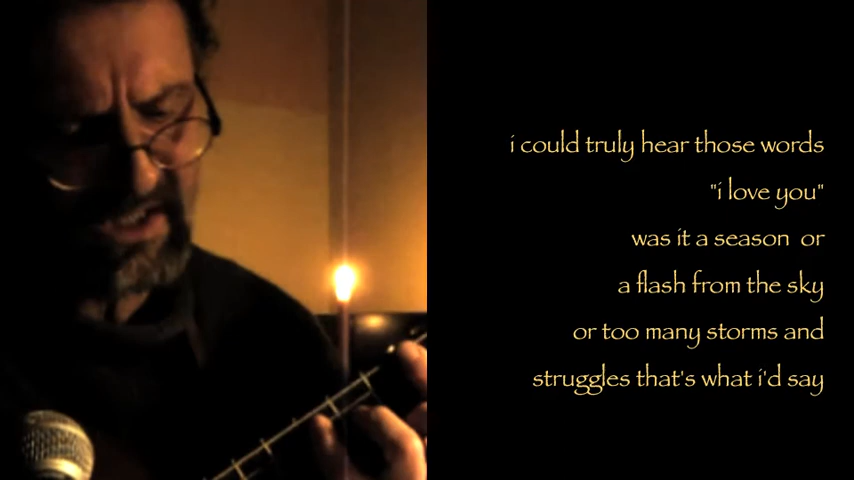 i could truly hear those words
"i love you"
was it a season or
a flash from the sky
or too many storms and
struggles that's what i'd say